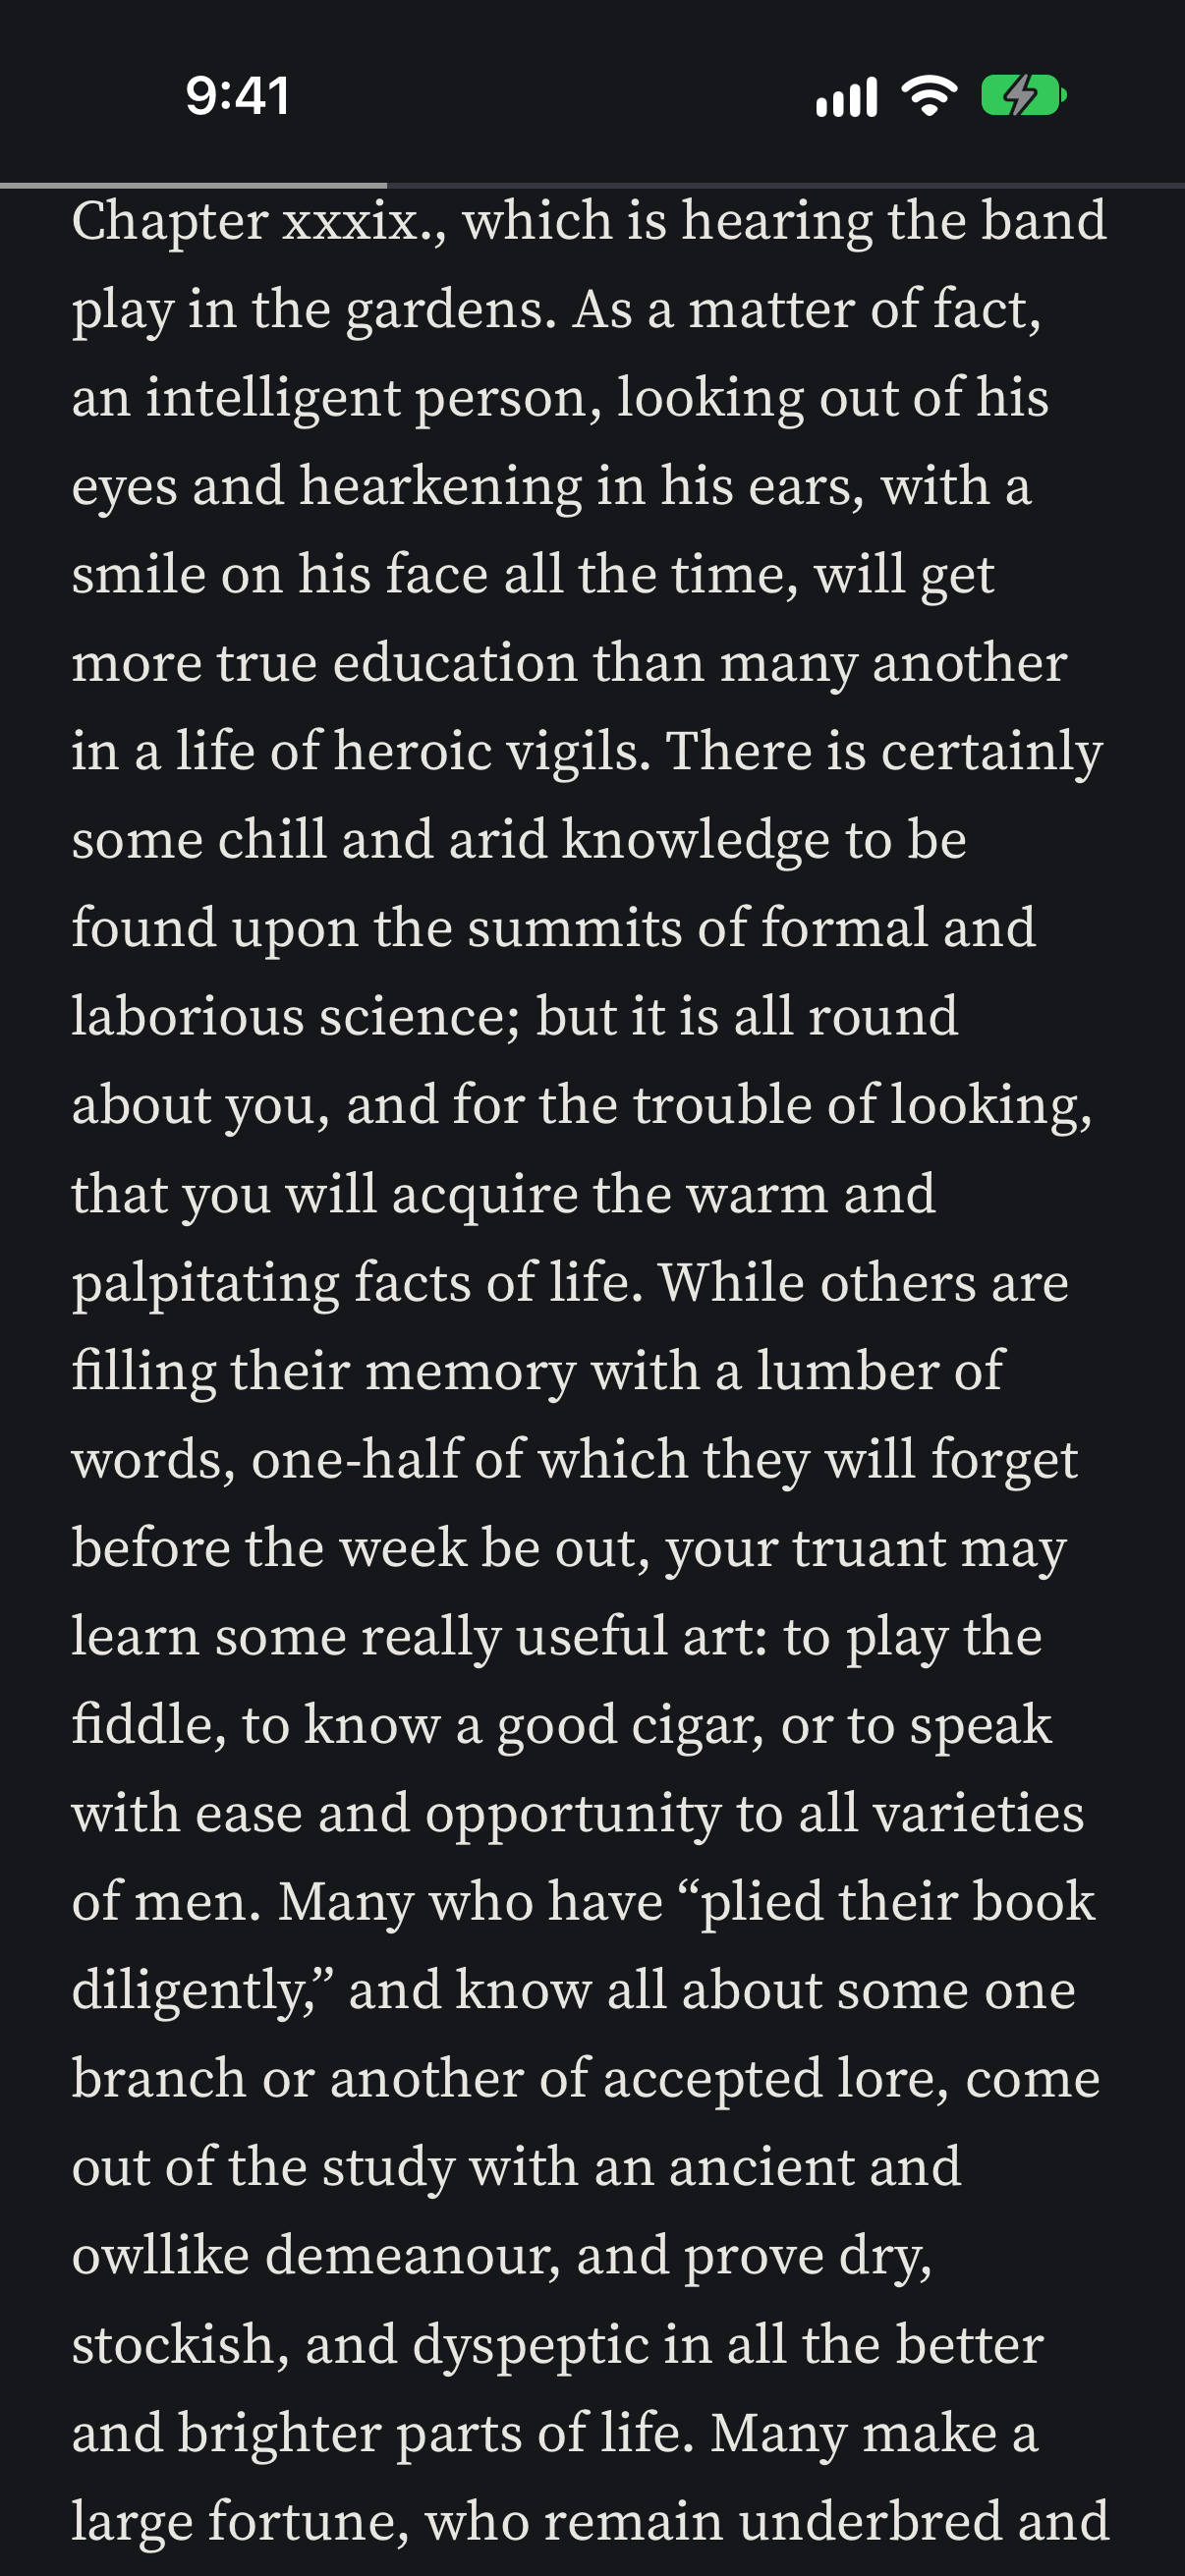 9:41
Chapter xxxix., which is hearing the band
play in the gardens. As a matter of fact,
an intelligent person, looking out of his
eyes and hearkening in his ears, with a
smile on his face all the time, will get
more true education than many another
in a life of heroic vigils. There is certainly
some chill and arid knowledge to be
found upon the summits of formal and
laborious science; but it is all round
about you, and for the trouble of looking,
that you will acquire the warm and
palpitating facts of life. While others are
filling their memory with a lumber of
words, one-half of which they will forget
before the week be out, your truant may
learn some really useful art: to play the
fiddle, to know a good cigar, or to speak
with ease and opportunity to all varieties
of men. Many who have “plied their book
diligently,” and know all about some one
branch or another of accepted lore, come
out of the study with an ancient and
owllike demeanour, and prove dry,
stockish, and dyspeptic in all the better
and brighter parts of life. Many make a
large fortune, who remain underbred and